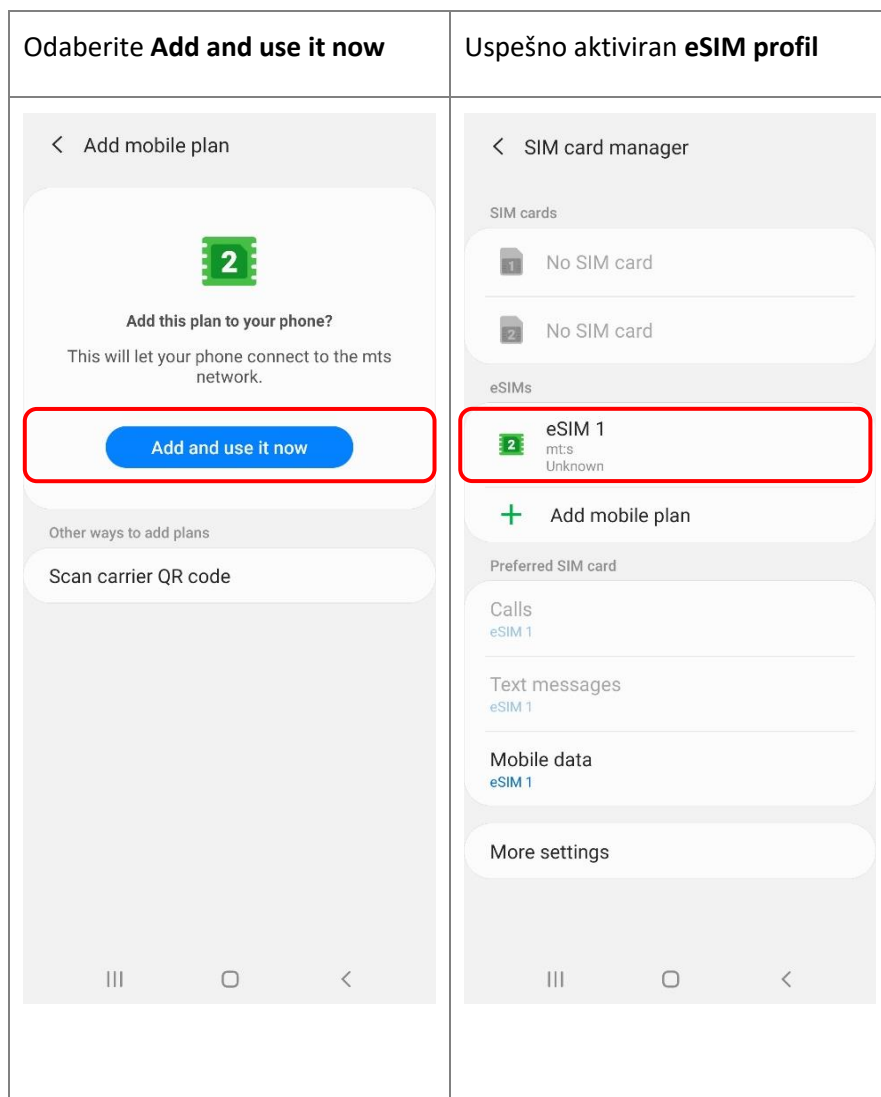 Odaberite Add and use it now
Uspešno aktiviran eSIM profil
Add mobile plan
2
Add this plan to your phone?
This will let your phone connect to the mts
network.
Add and use it now
Other ways to add plans
Scan carrier QR code
SIM card manager
SIM cards
1
No SIM card
2
No SIM card
eSIMs
2
eSIM 1
mt:s
Unknown
Add mobile plan
Preferred SIM card
Calls
eSIM 1
Text messages
eSIM 1
Mobile data
eSIM 1
More settings